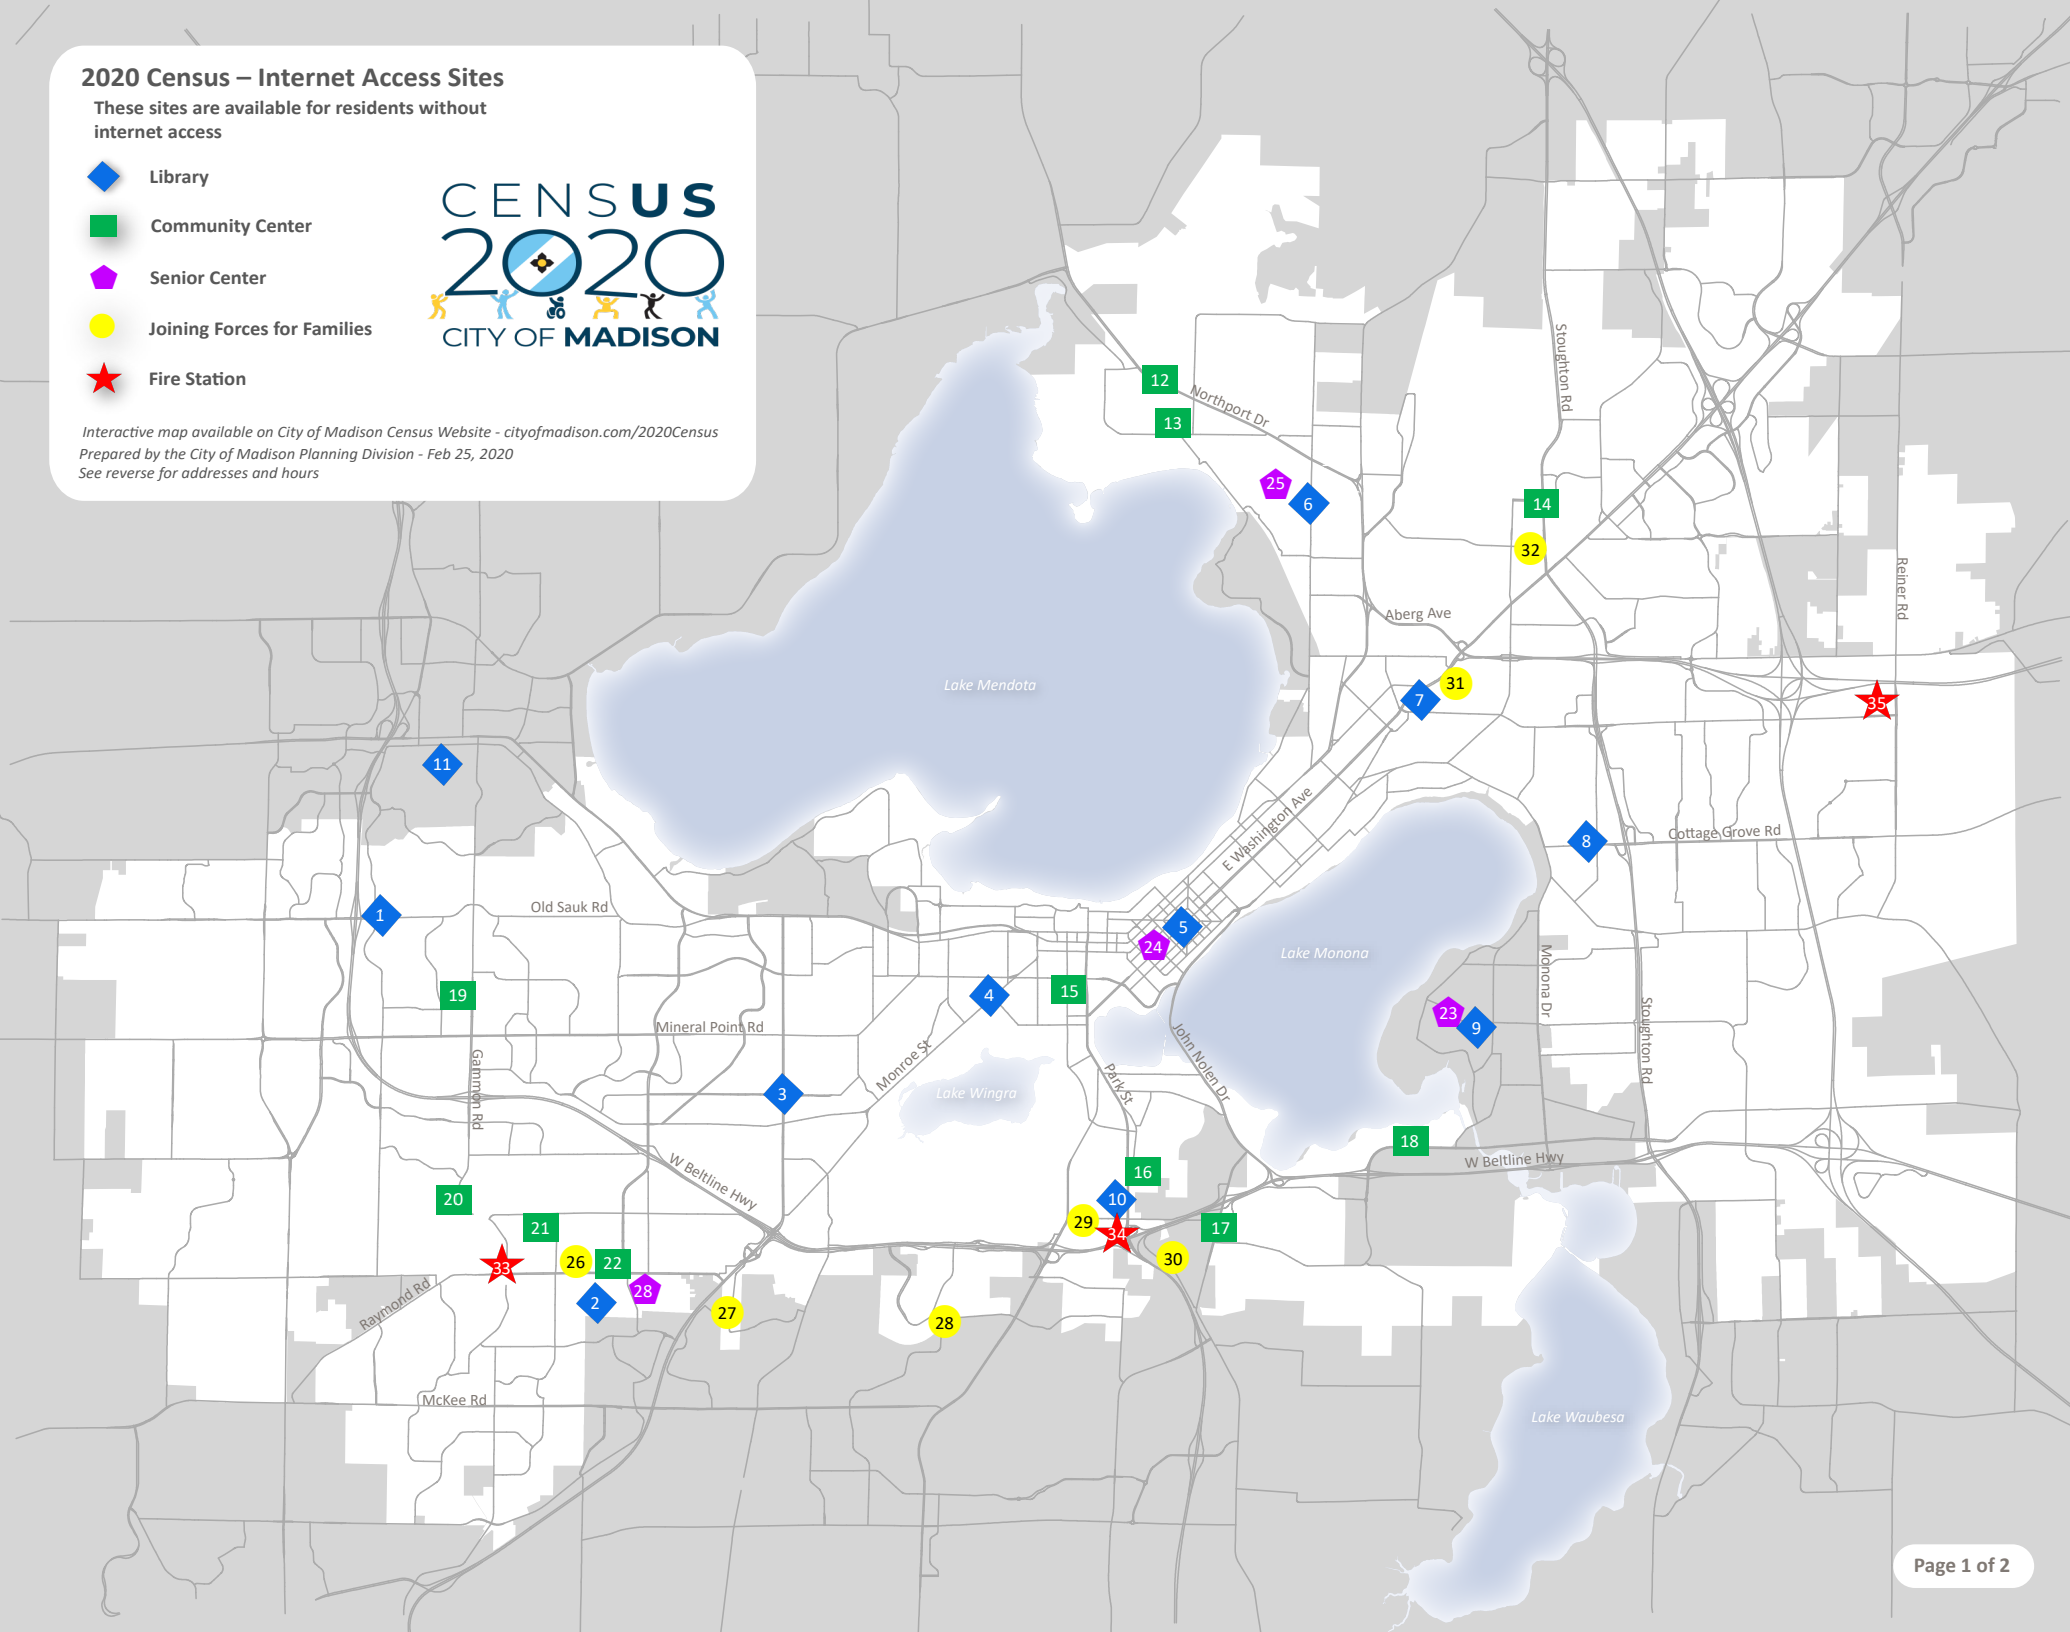 2020 Census – Internet Access Sites
These sites are available for residents without
internet access
Library
Community Center
Senior Center
Joining Forces for Families
Fire Station
CENSUS
2020
CITY OF MADISON
Interactive map available on City of Madison Census Website - cityofmadison.com/2020Census
Prepared by the City of Madison Planning Division - Feb 25, 2020
See reverse for addresses and hours
Stoughton Rd
12
Northport Dr
13
25
6
14
32
Reiner Rd
Aberg Ave
Lake Mendota
31
7
35
11
E Washington Ave
Cottage Grove Rd
8
Old Sauk Rd
1
5
24
Lake Monona
Monona Dr
19
4
15
23
9
Mineral Point Rd
Stoughton Rd
Gammon Rd
Monroe St
John Nolen Dr
Park St
3
Lake Wingra
18
W Beltline Hwy
W Beltline Hwy
16
20
10
21
29
34
17
33
26
22
30
28
2
Raymond Rd
27
28
McKee Rd
Lake Waubesa
Page 1 of 2